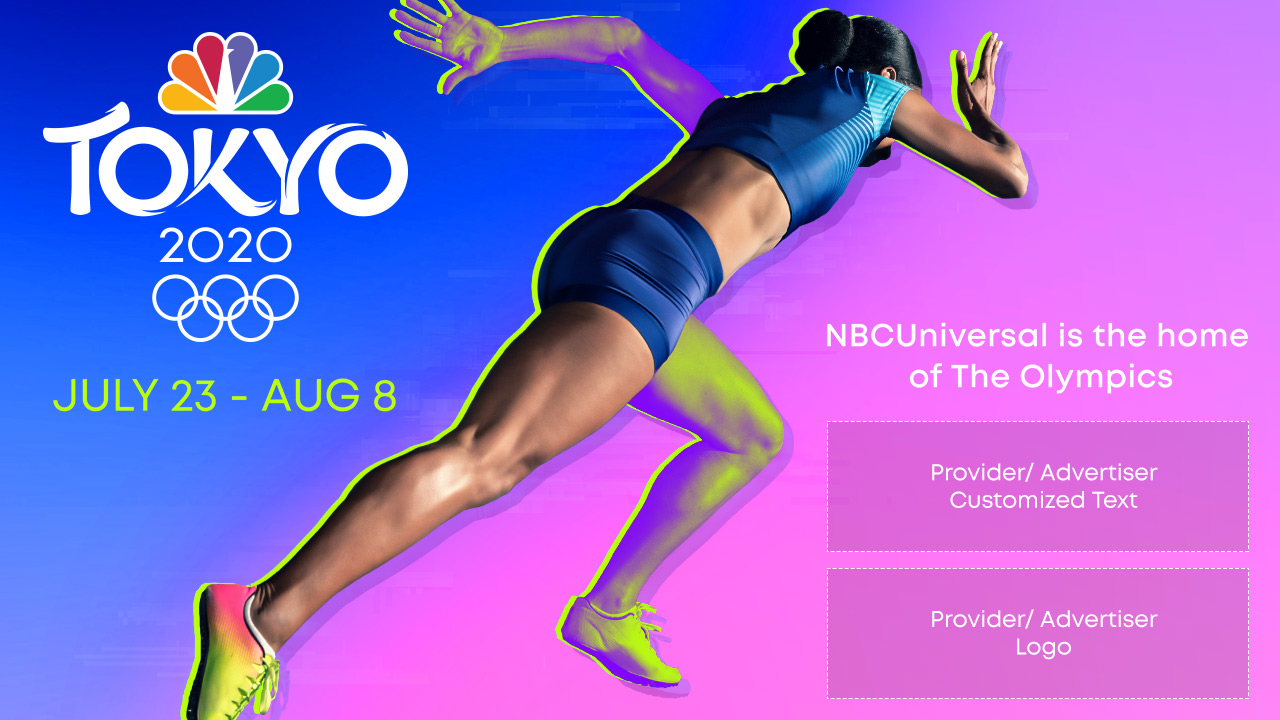 TOKYO
2020
JULY 23 - AUG 8
NBCUniversal is the home
of The Olympics
Provider/ Advertiser
Customized Text
Provider/ Advertiser
Logo